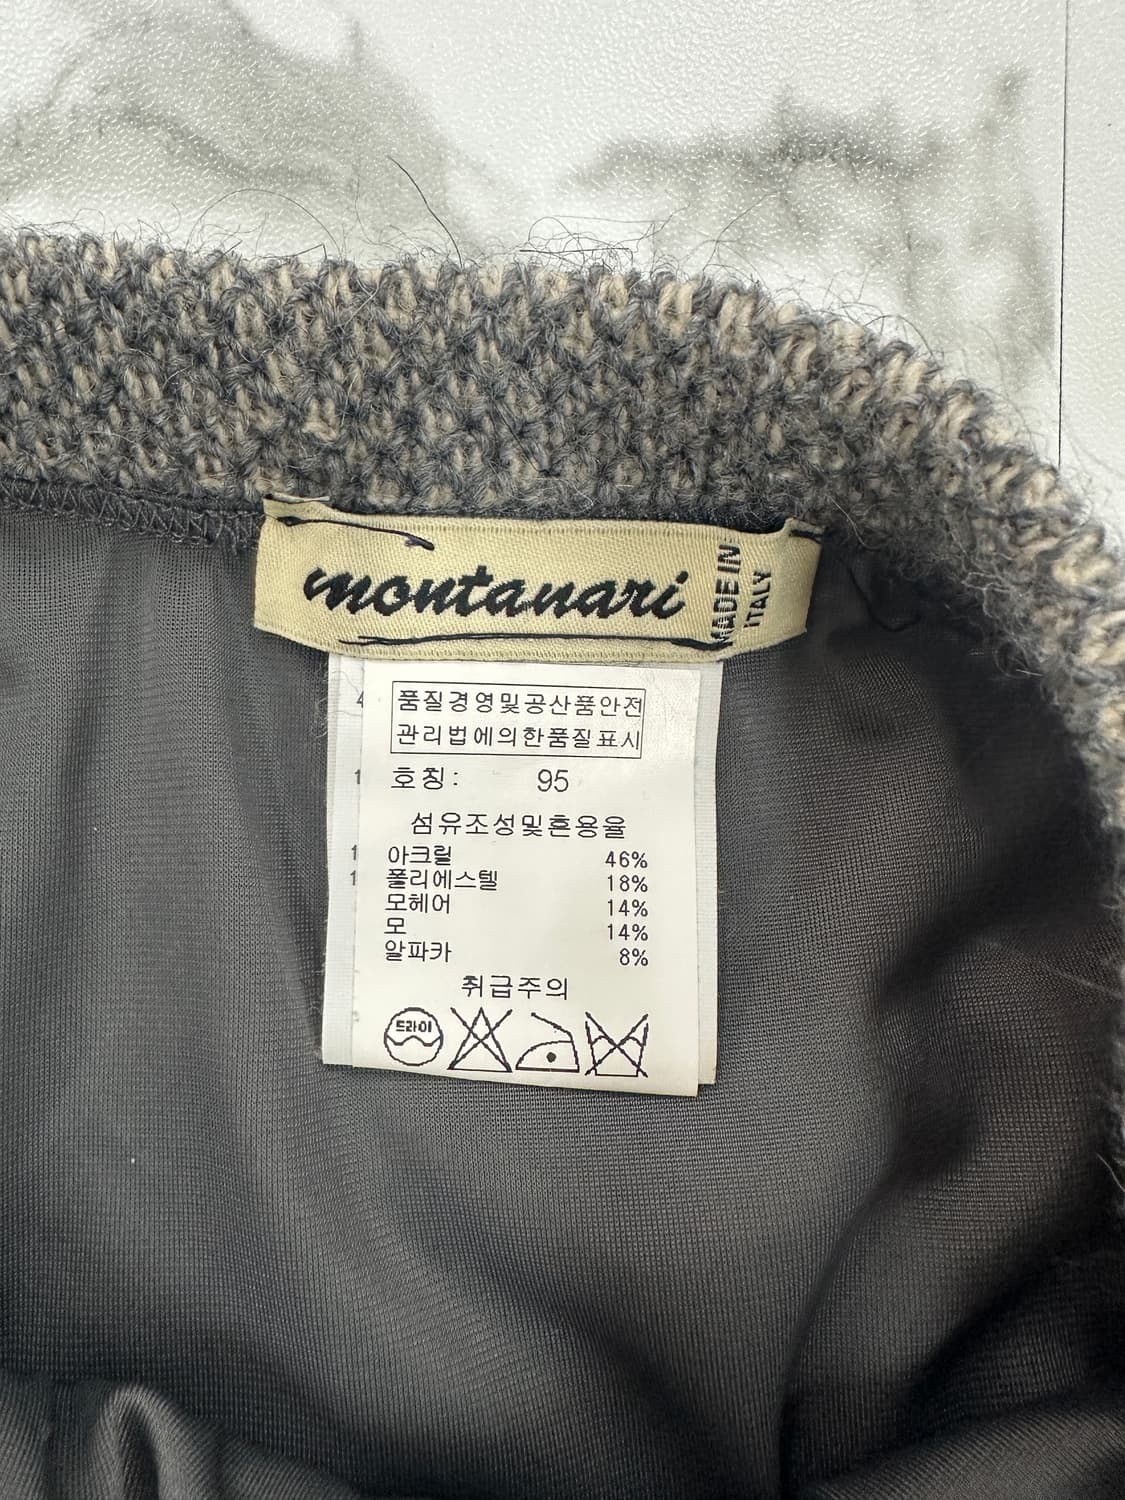 montanari
MADE IN
ITALY
품질경영및공산품안전
관리법에의한품질표시
호칭: 95
섬유조성및혼용율
아크릴 46%
폴리에스텔 18%
모헤어 14%
모 14%
알파카 8%
취급주의
드라이